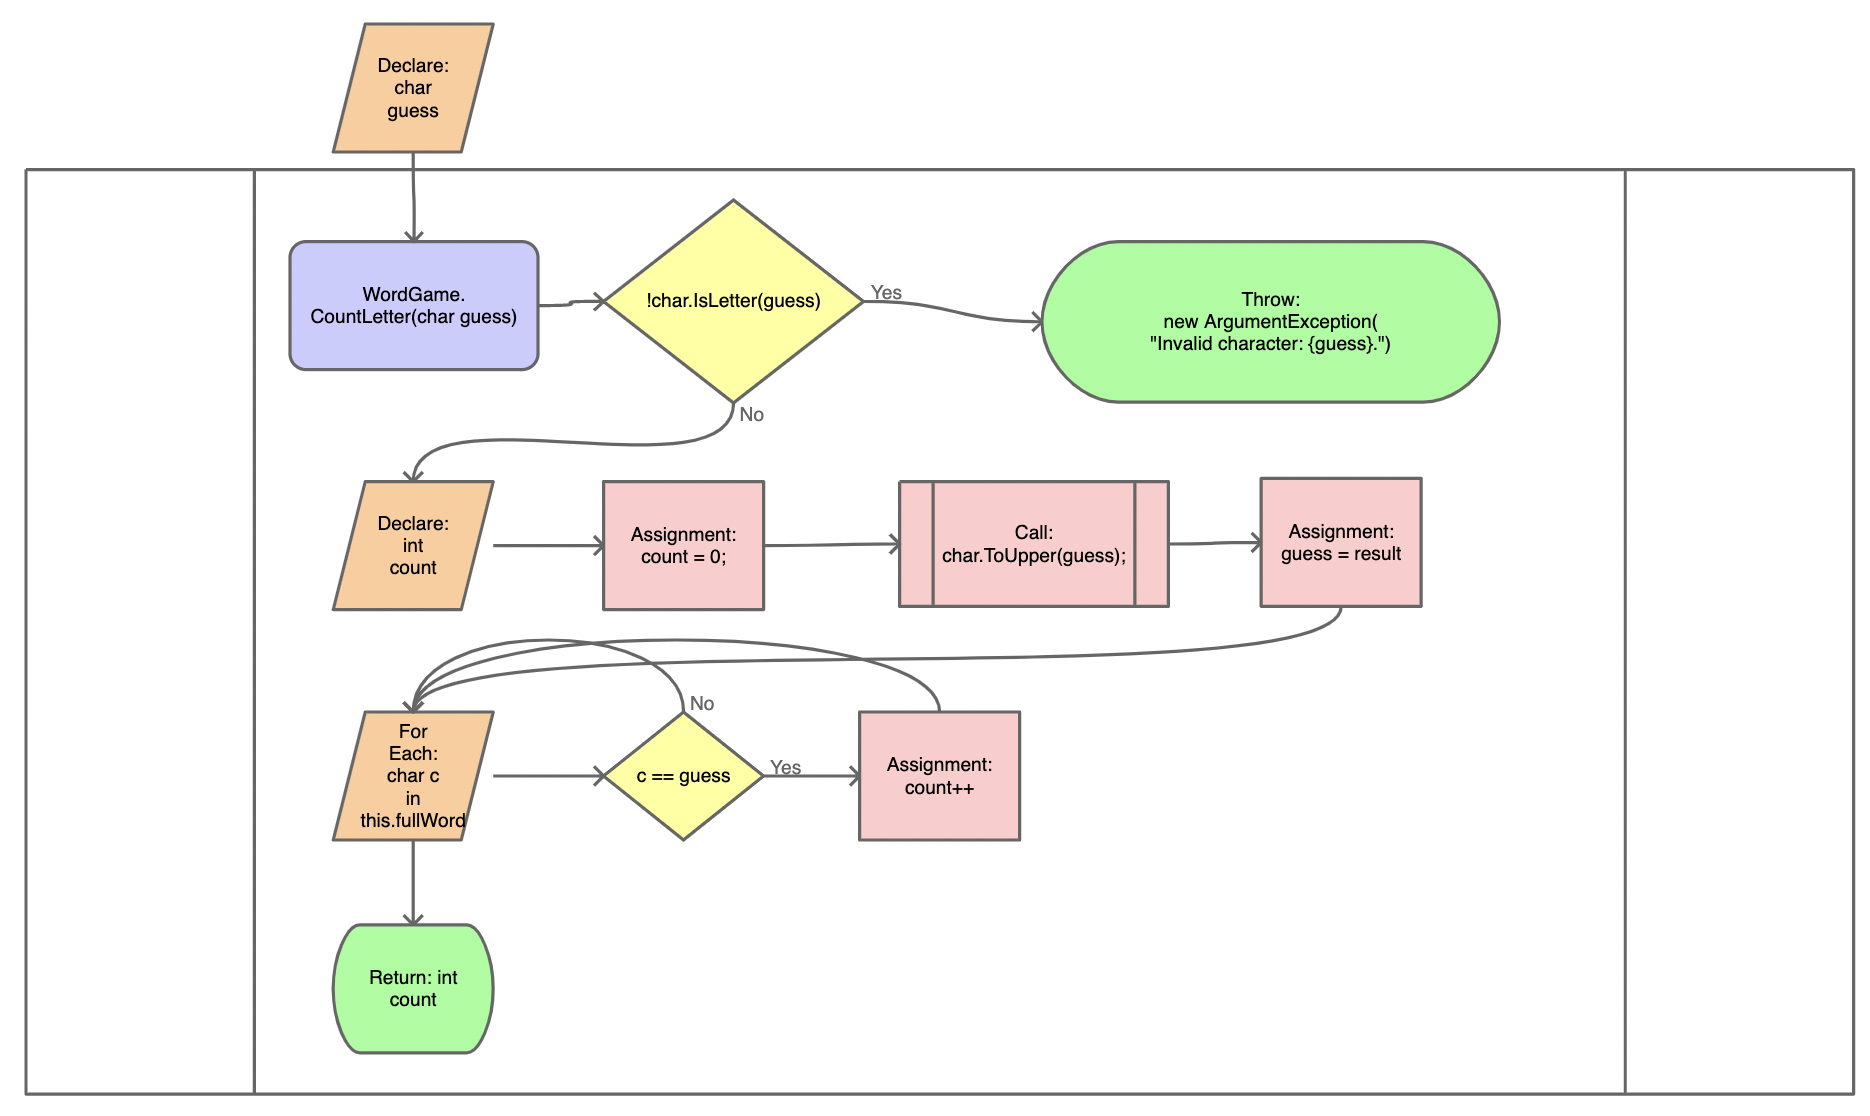 Declare:
char
guess
WordGame.
CountLetter(char guess)
!char.IsLetter(guess)
Yes
Throw:
new ArgumentException(
"Invalid character: {guess}.")
No
Declare:
int
count
Assignment:
count = 0;
Call:
char.ToUpper(guess);
Assignment:
guess = result
For
Each:
char c
in
this.fullWord
No
c == guess
Yes
Assignment:
count++
Return: int
count